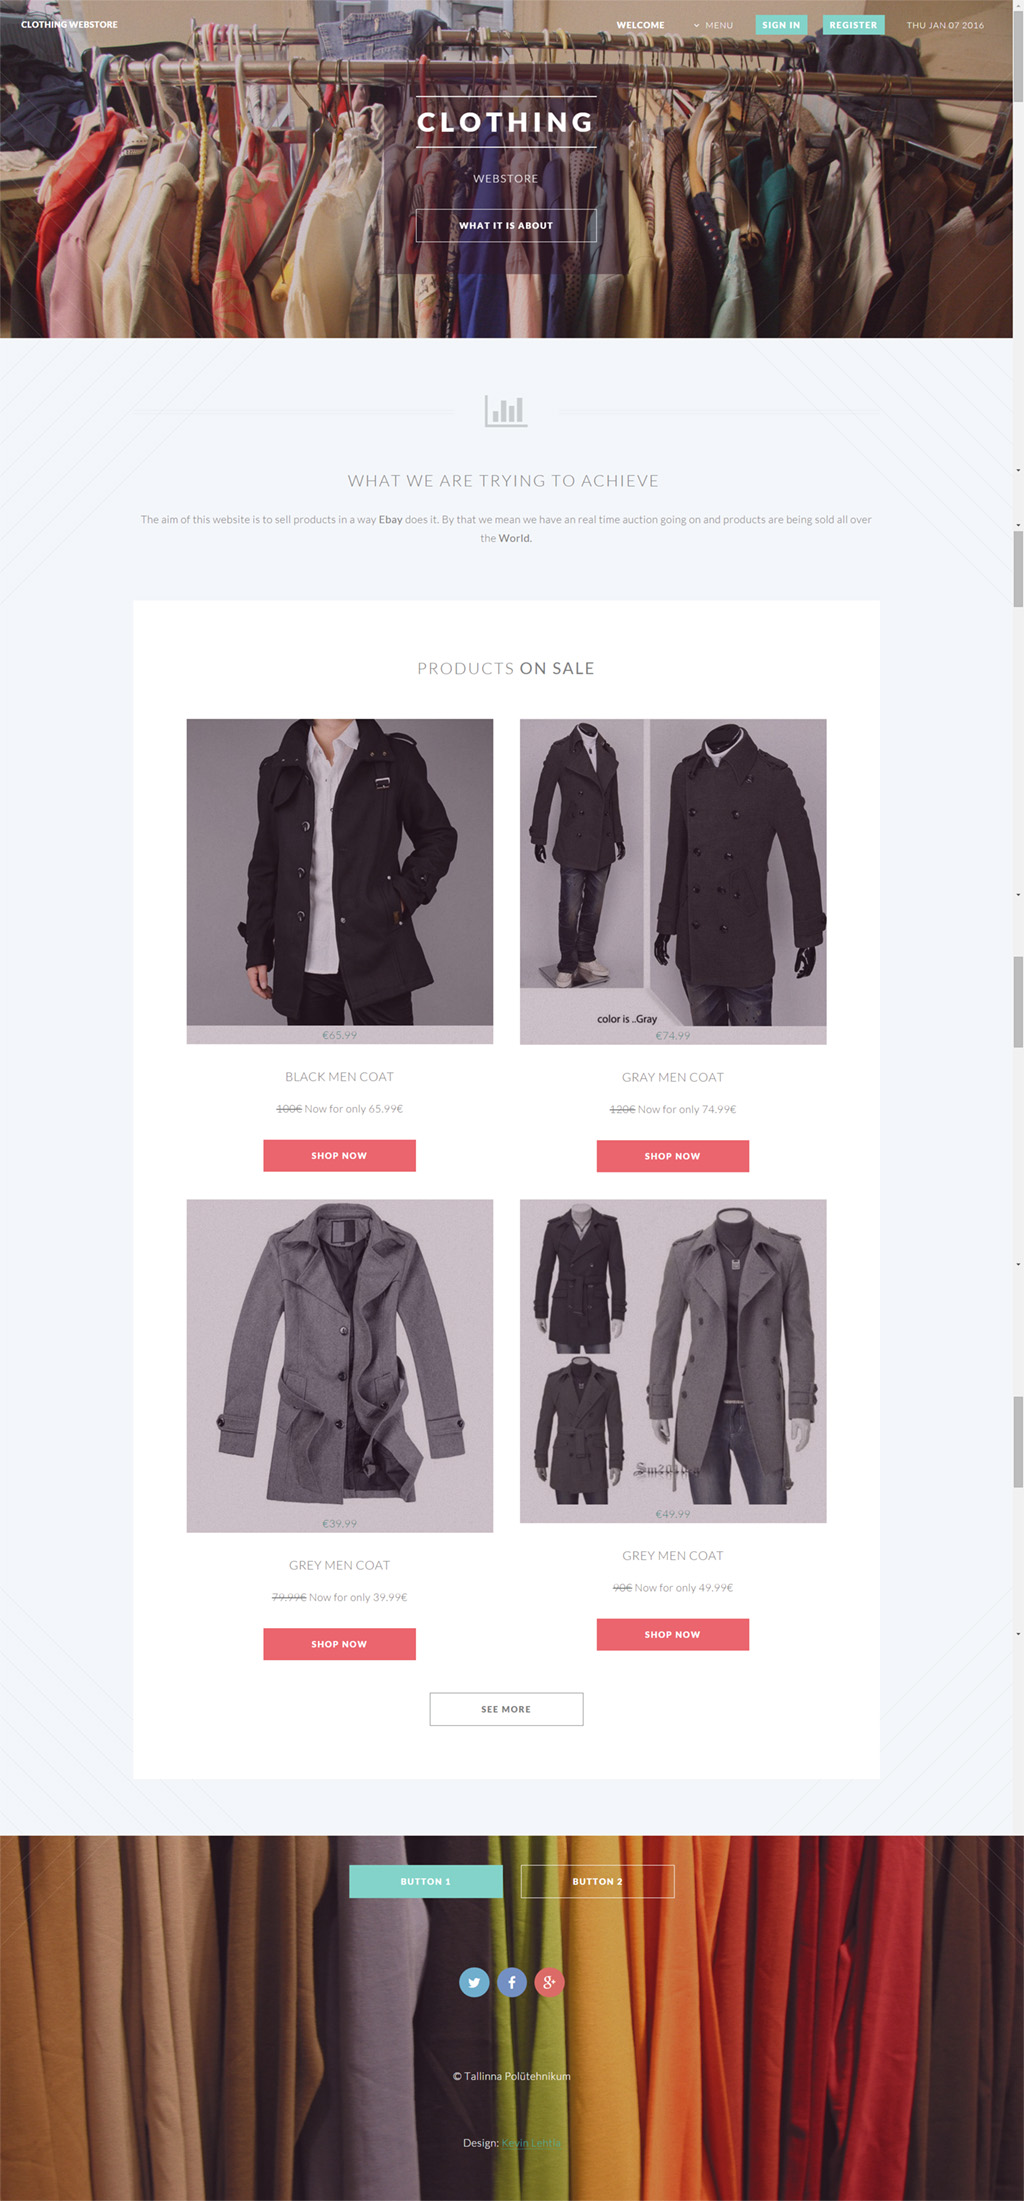 CLOTHING WEBSTORE
WELCOME
MENU
SIGN IN
REGISTER
THU JAN 07 2016
CLOTHING
WEBSTORE
WHAT IT IS ABOUT
WHAT WE ARE TRYING TO ACHIEVE
The aim of this website is to sell products in a way Ebay does it. By that we mean we have an real time auction going on and products are being sold all over
the World.
PRODUCTS ON SALE
color is ..Gray
€65.99
€74.99
BLACK MEN COAT
GRAY MEN COAT
100€ Now for only 65.99€
120€ Now for only 74.99€
SHOP NOW
SHOP NOW
€39.99
€49.99
GREY MEN COAT
GREY MEN COAT
79.99€ Now for only 39.99€
90€ Now for only 49.99€
SHOP NOW
SHOP NOW
SEE MORE
BUTTON 1
BUTTON 2
© Tallinna Polütehnikum
Design: Kevin Lehtla